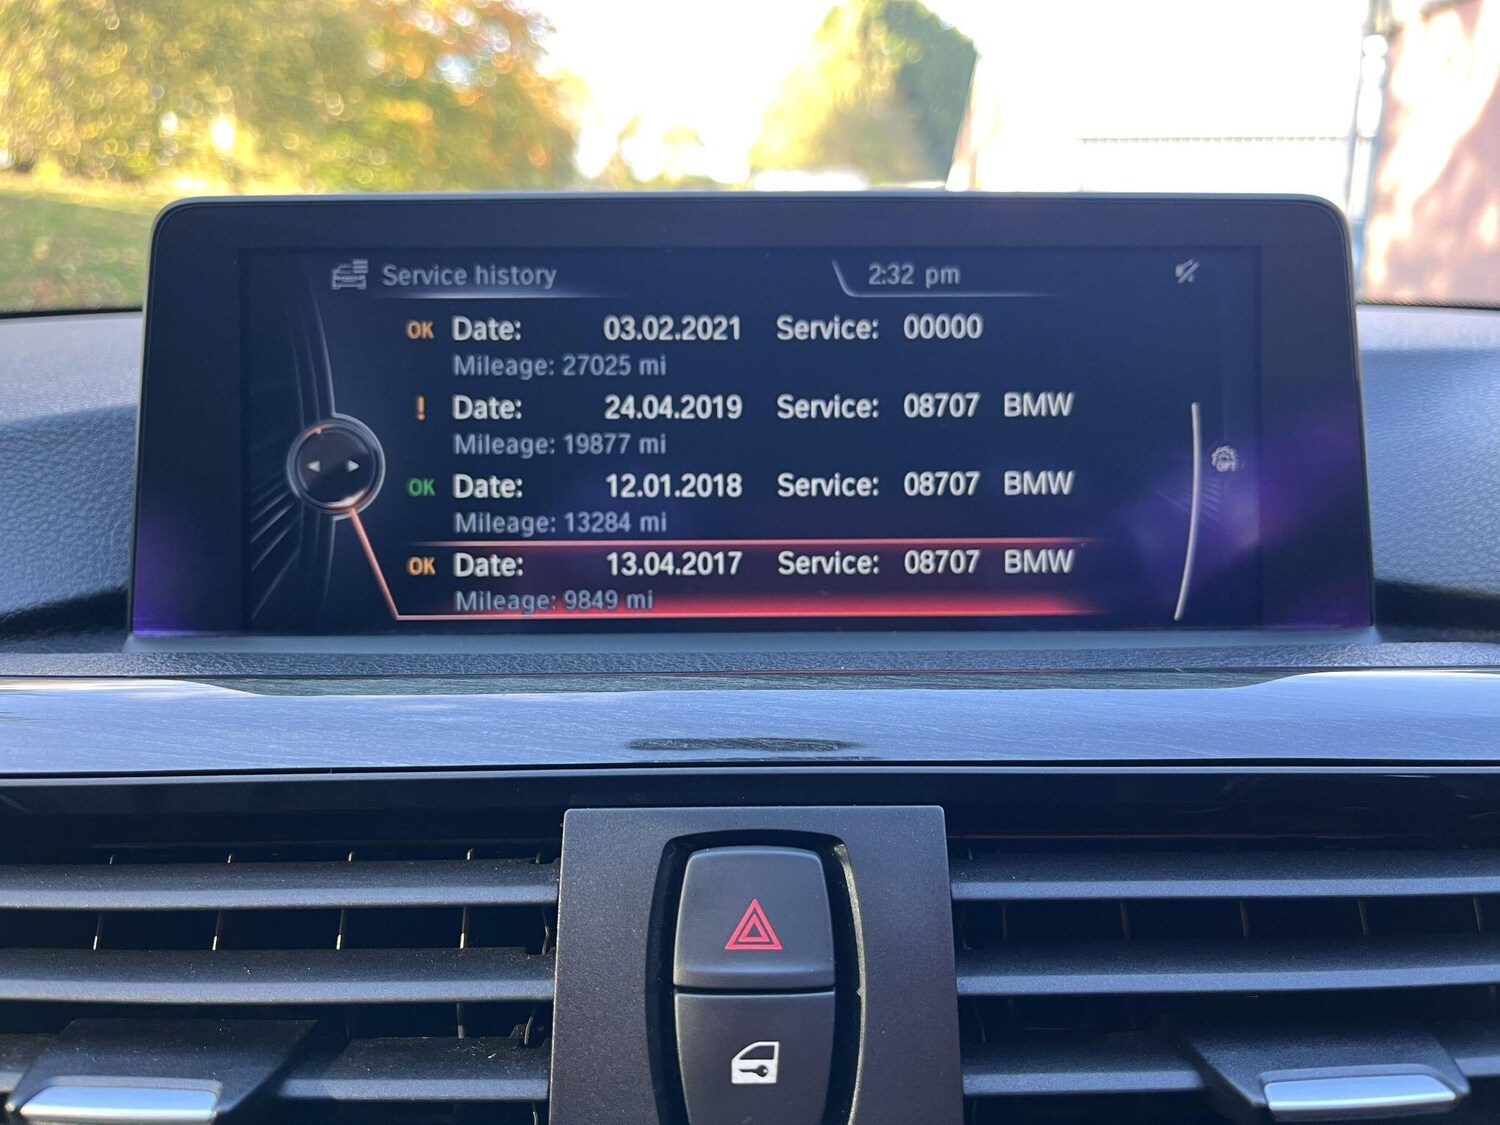 Service history 2:32 pm
OK Date: 03.02.2021 Service: 00000
Mileage: 27025 mi
! Date: 24.04.2019 Service: 08707 BMW
Mileage: 19877 mi
OK Date: 12.01.2018 Service: 08707 BMW
Mileage: 13284 mi
OK Date: 13.04.2017 Service: 08707 BMW
Mileage: 9849 mi